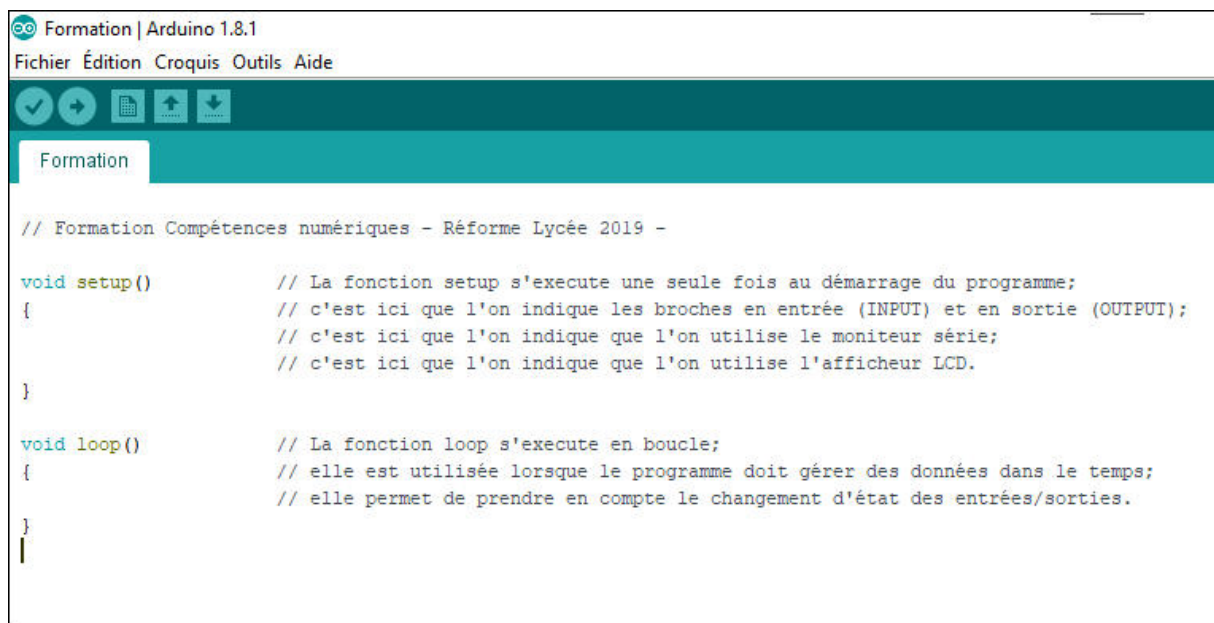 Formation | Arduino 1.8.1
Fichier Édition Croquis Outils Aide
Formation
// Formation Compétences numériques - Réforme Lycée 2019 -
void setup() // La fonction setup s'execute une seule fois au démarrage du programme;
{ // c'est ici que l'on indique les broches en entrée (INPUT) et en sortie (OUTPUT);
// c'est ici que l'on indique que l'on utilise le moniteur série;
// c'est ici que l'on indique que l'on utilise l'afficheur LCD.
}
void loop() // La fonction loop s'execute en boucle;
{ // elle est utilisée lorsque le programme doit gérer des données dans le temps;
// elle permet de prendre en compte le changement d'état des entrées/sorties.
}